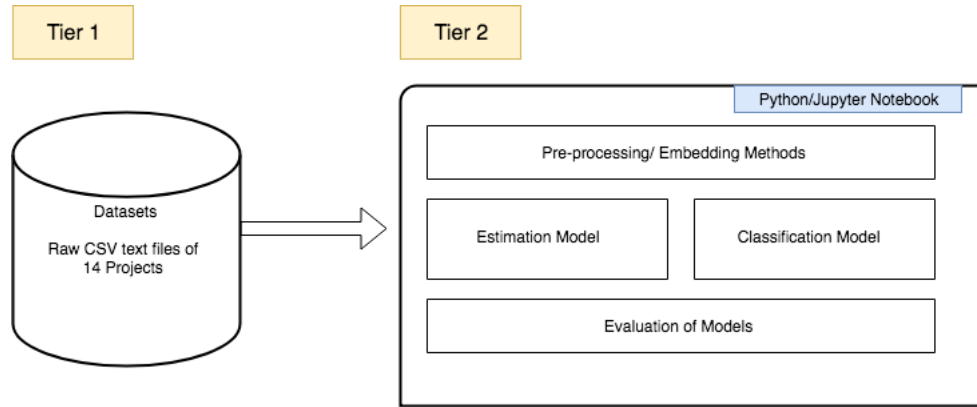 Tier 1
Tier 2
Python/Jupyter Notebook
Pre-processing/ Embedding Methods
Datasets
Raw CSV text files of
14 Projects
Estimation Model
Classification Model
Evaluation of Models